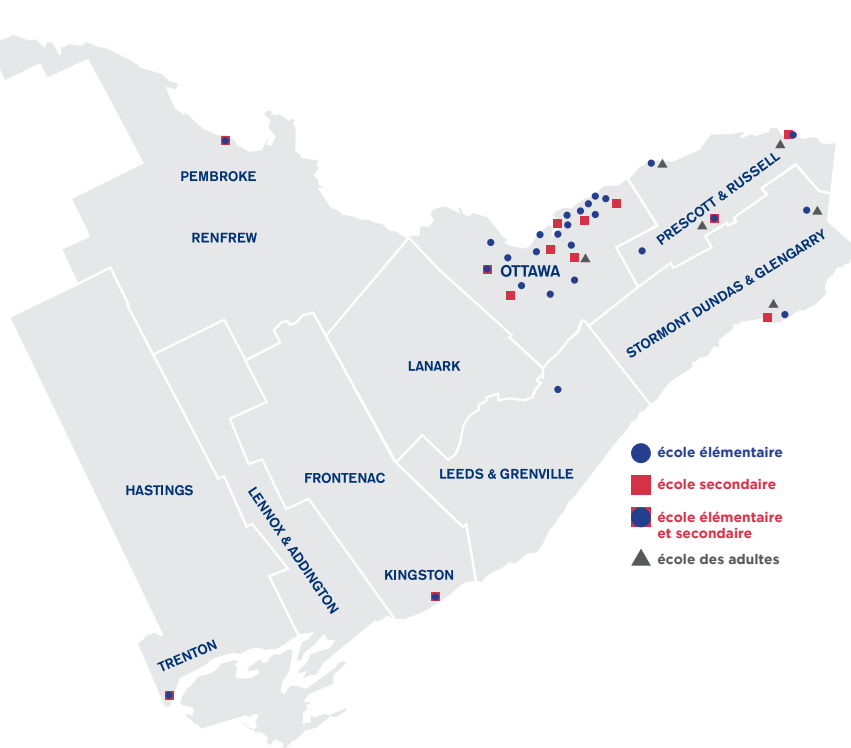 PEMBROKE
RENFREW
PRESCOTT & RUSSELL
OTTAWA
STORMONT DUNDAS & GLENGARRY
LANARK
HASTINGS
FRONTENAC
LEEDS & GRENVILLE
LENNOX & ADDINGTON
KINGSTON
TRENTON
école élémentaire
école secondaire
école élémentaire
et secondaire
école des adultes